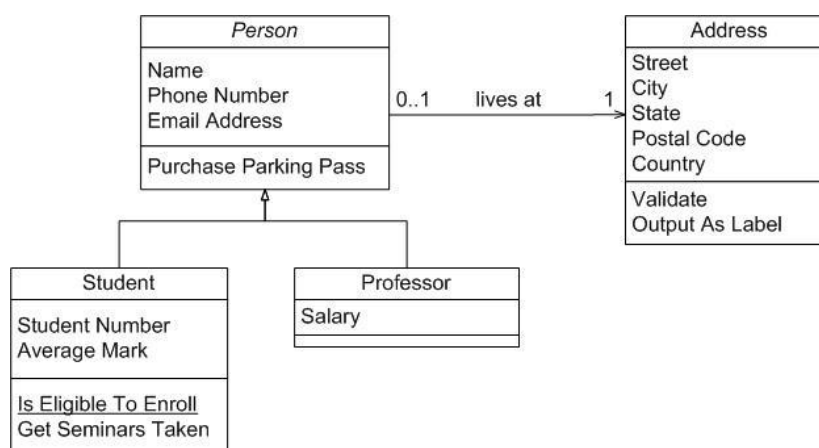 Person
Name
Phone Number
Email Address
Purchase Parking Pass
0..1 lives at 1
Address
Street
City
State
Postal Code
Country
Validate
Output As Label
Student
Student Number
Average Mark
Is Eligible To Enroll
Get Seminars Taken
Professor
Salary